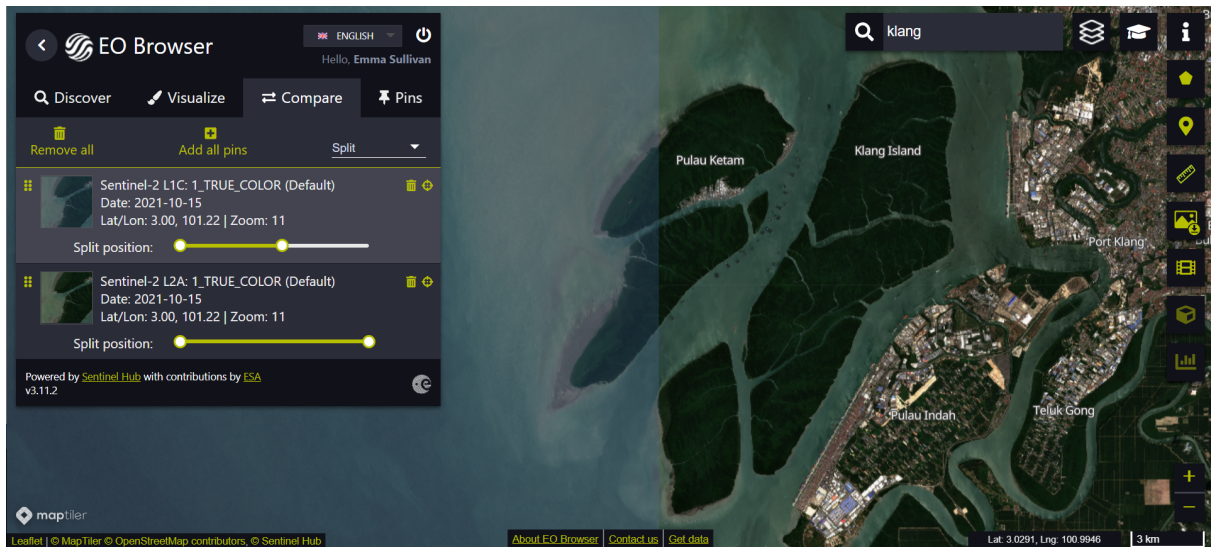 EO Browser
ENGLISH
Hello, Emma Sullivan
Discover
Visualize
Compare
Pins
Remove all
Add all pins
Split
Sentinel-2 L1C: 1_TRUE_COLOR (Default)
Date: 2021-10-15
Lat/Lon: 3.00, 101.22 | Zoom: 11
Split position:
Sentinel-2 L2A: 1_TRUE_COLOR (Default)
Date: 2021-10-15
Lat/Lon: 3.00, 101.22 | Zoom: 11
Split position:
Powered by Sentinel Hub with contributions by ESA
v3.11.2
klang
Pulau Ketam
Klang Island
Port Klang
Pulau Indah
Teluk Gong
maptiler
Leaflet | © MapTiler © OpenStreetMap contributors, © Sentinel Hub
About EO Browser | Contact us | Get data
Lat: 3.0291, Lng: 100.9946
3 km